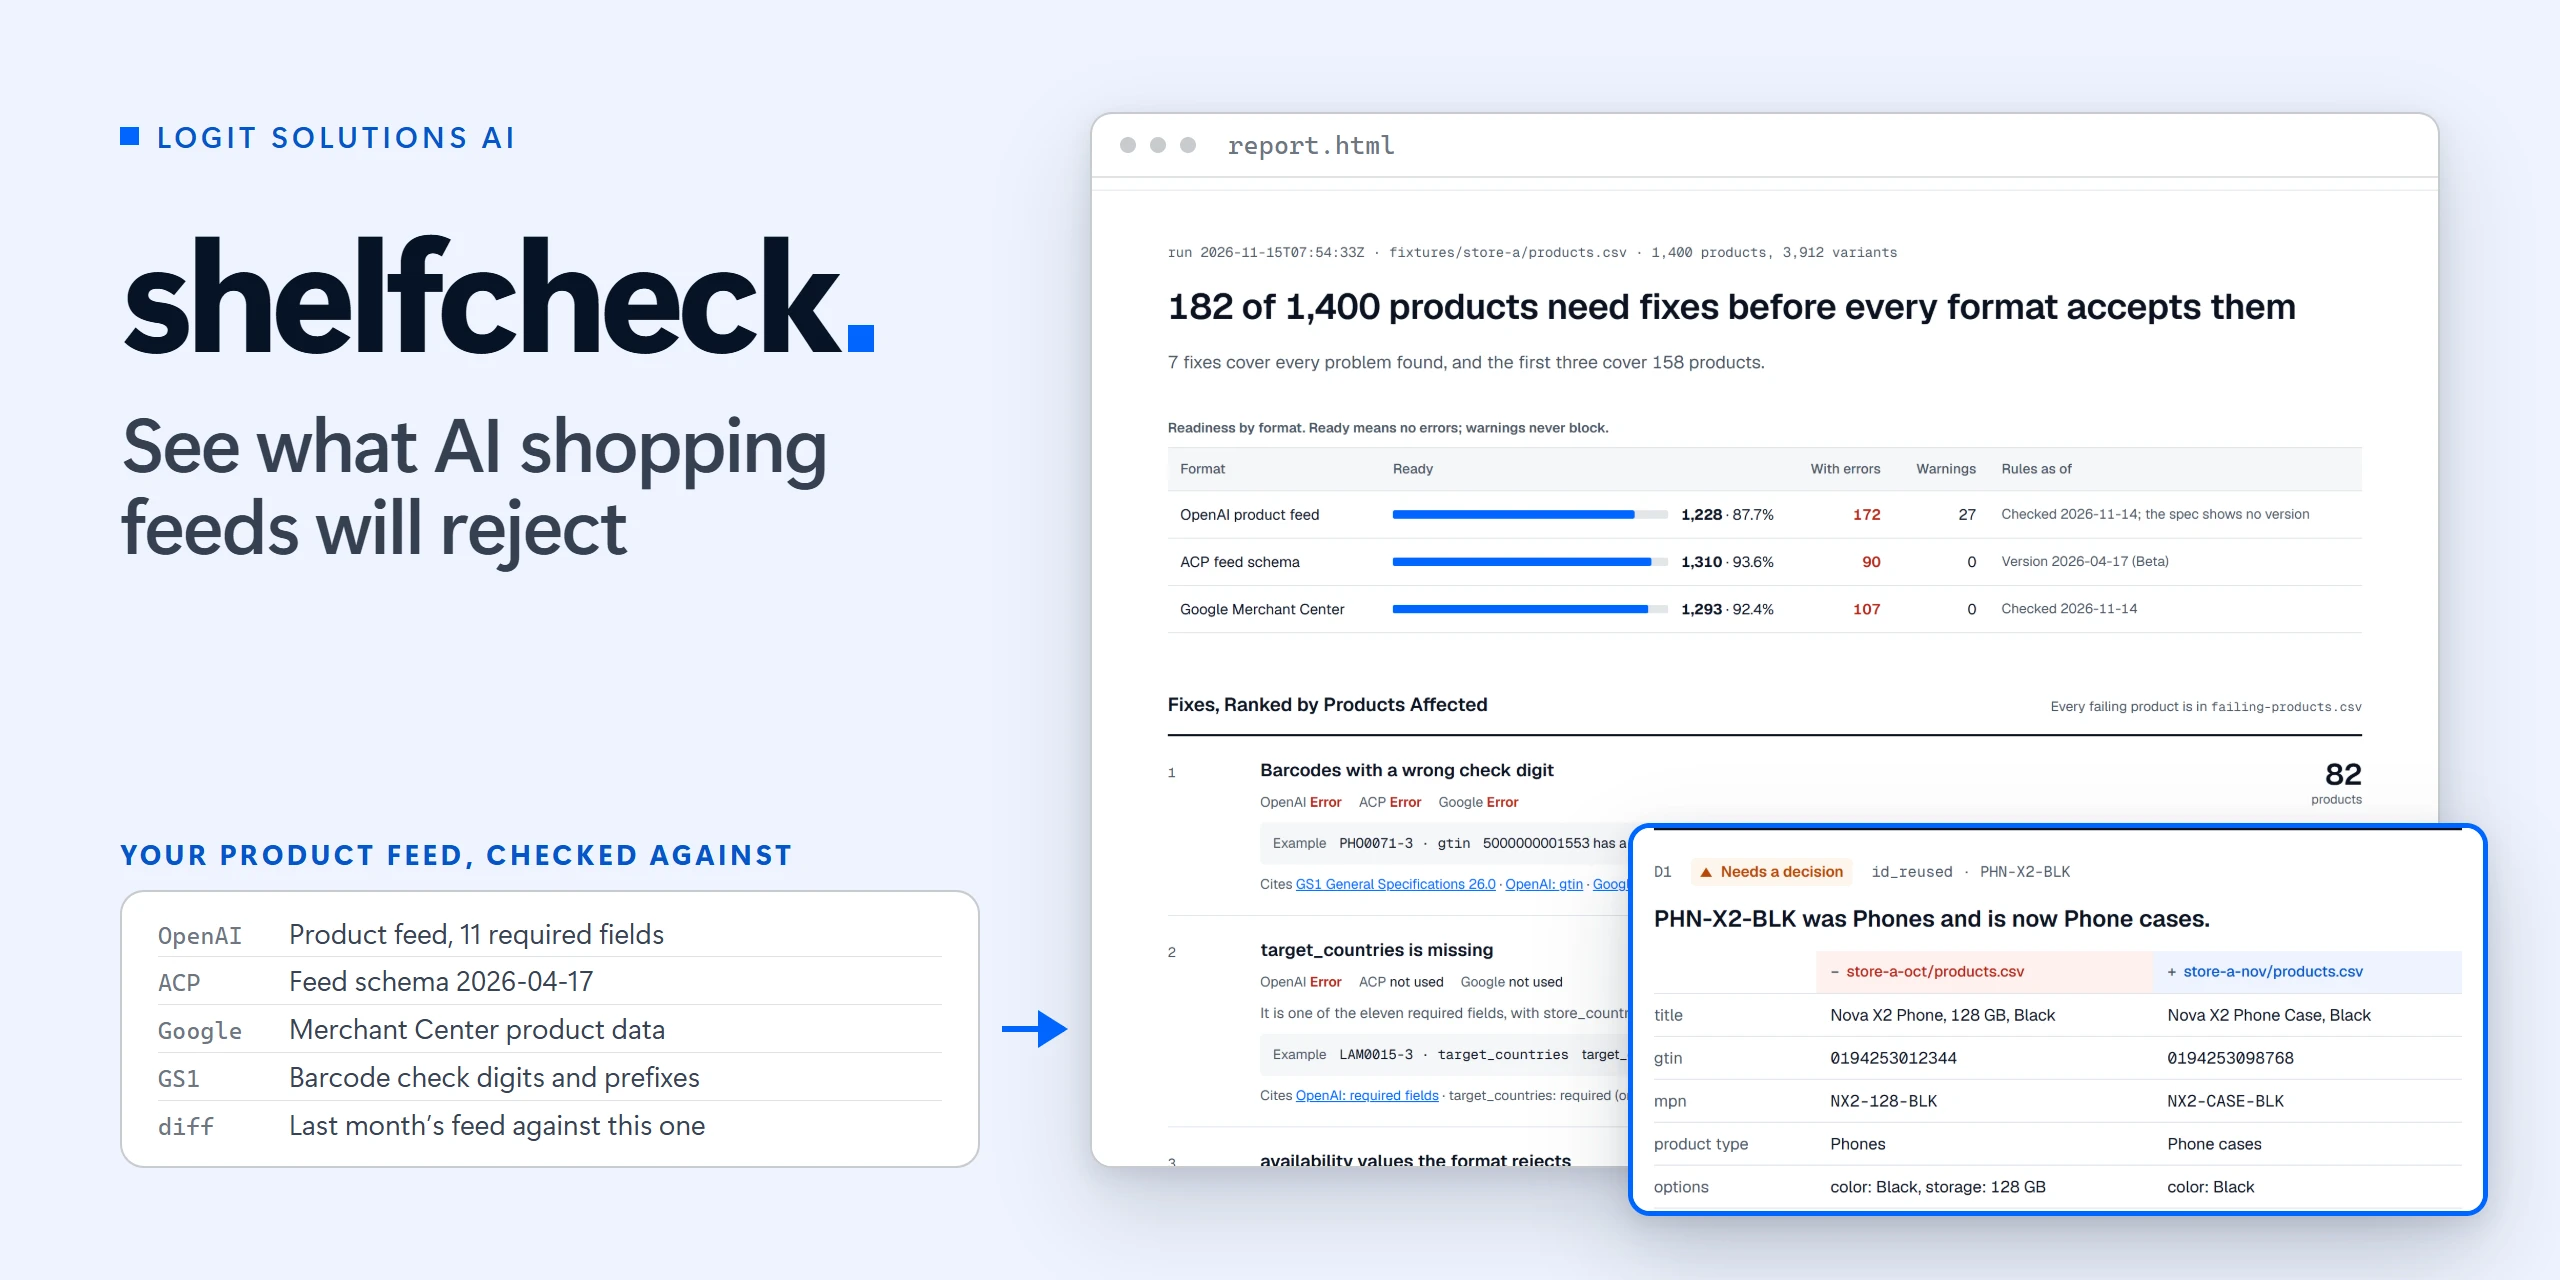 LOGIT SOLUTIONS AI
shelfcheck.
See what AI shopping
feeds will reject
YOUR PRODUCT FEED, CHECKED AGAINST
OpenAI Product feed, 11 required fields
ACP Feed schema 2026-04-17
Google Merchant Center product data
GS1 Barcode check digits and prefixes
diff Last month’s feed against this one
report.html
run 2026-11-15T07:54:33Z · fixtures/store-a/products.csv · 1,400 products, 3,912 variants
182 of 1,400 products need fixes before every format accepts them
7 fixes cover every problem found, and the first three cover 158 products.
Readiness by format. Ready means no errors; warnings never block.
Format Ready With errors Warnings Rules as of
OpenAI product feed 1,228 · 87.7% 172 27 Checked 2026-11-14; the spec shows no version
ACP feed schema 1,310 · 93.6% 90 0 Version 2026-04-17 (Beta)
Google Merchant Center 1,293 · 92.4% 107 0 Checked 2026-11-14
Fixes, Ranked by Products Affected Every failing product is in failing-products.csv
1 Barcodes with a wrong check digit 82
OpenAI Error ACP Error Google Error products
Example PHO0071-3 · gtin 5000000001553 has a
Cites GS1 General Specifications 26.0 · OpenAI: gtin · Googl
2 target_countries is missing
OpenAI Error ACP not used Google not used
It is one of the eleven required fields, with store_countr
Example LAM0015-3 · target_countries target_
Cites OpenAI: required fields · target_countries: required (o
3 availability values the format rejects
D1 Needs a decision id_reused · PHN-X2-BLK
PHN-X2-BLK was Phones and is now Phone cases.
− store-a-oct/products.csv + store-a-nov/products.csv
title Nova X2 Phone, 128 GB, Black Nova X2 Phone Case, Black
gtin 0194253012344 0194253098768
mpn NX2-128-BLK NX2-CASE-BLK
product type Phones Phone cases
options color: Black, storage: 128 GB color: Black